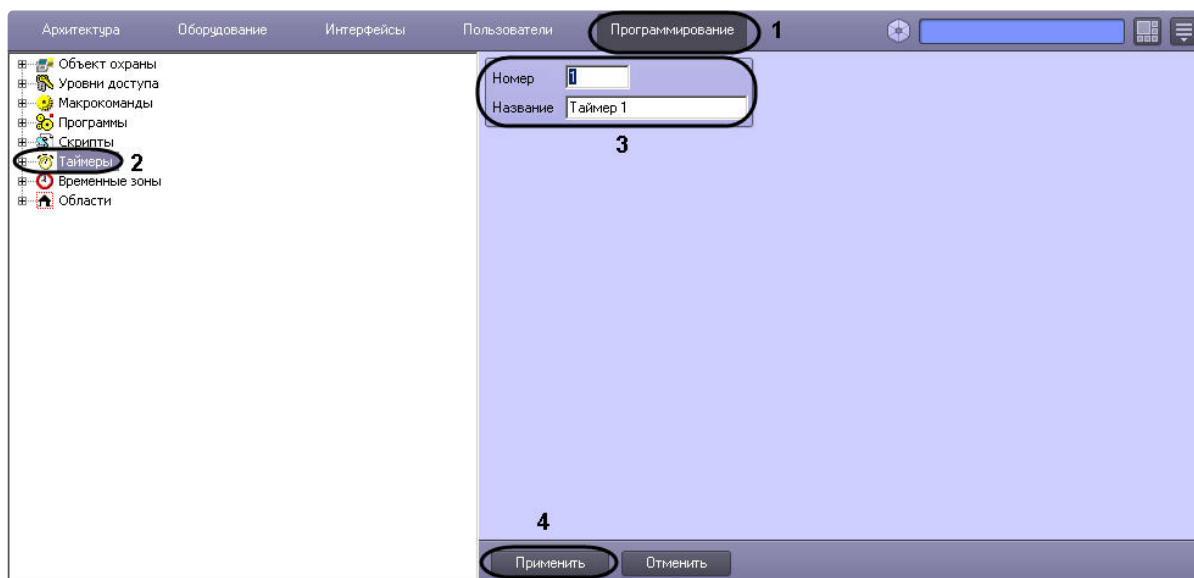 Архитектура Оборудование Интерфейсы Пользователи Программирование 1
Объект охраны
Уровни доступа
Макрокоманды
Программы
Скрипты
Таймеры 2
Временные зоны
Области
Номер 1
Название Таймер 1
3
4
Применить Отменить